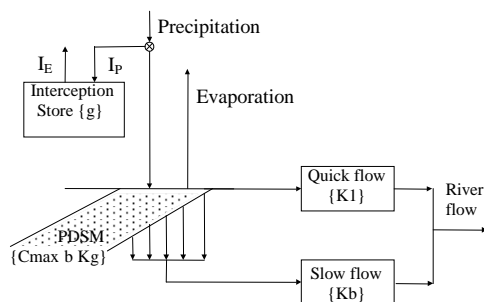 Precipitation
I_E
I_P
Interception
Store {g}
Evaporation
Quick flow
{K1}
River
flow
PDSM
{Cmax b Kg}
Slow flow
{Kb}